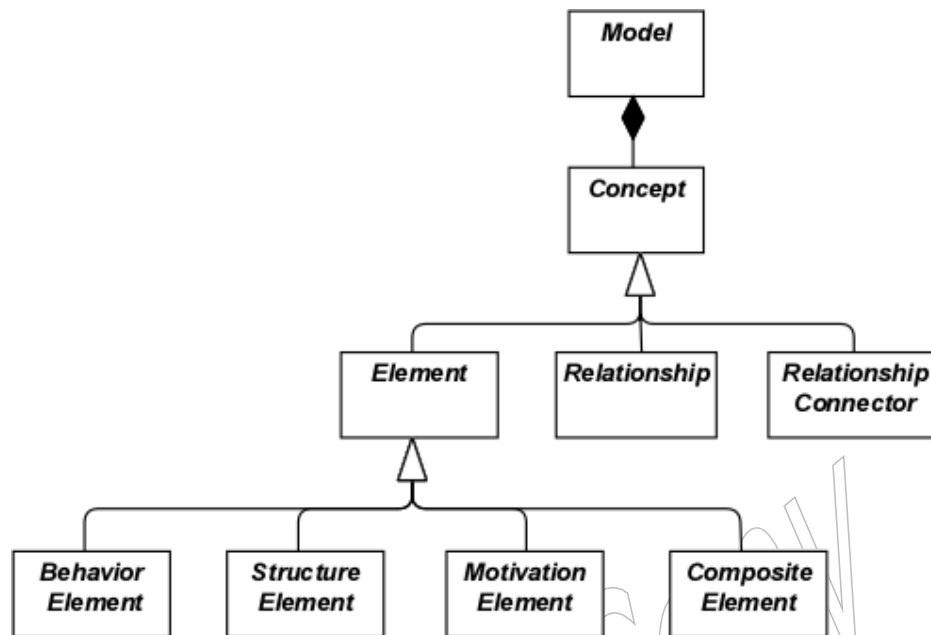 Model
Concept
Element
Relationship
Relationship
Connector
Behavior
Element
Structure
Element
Motivation
Element
Composite
Element